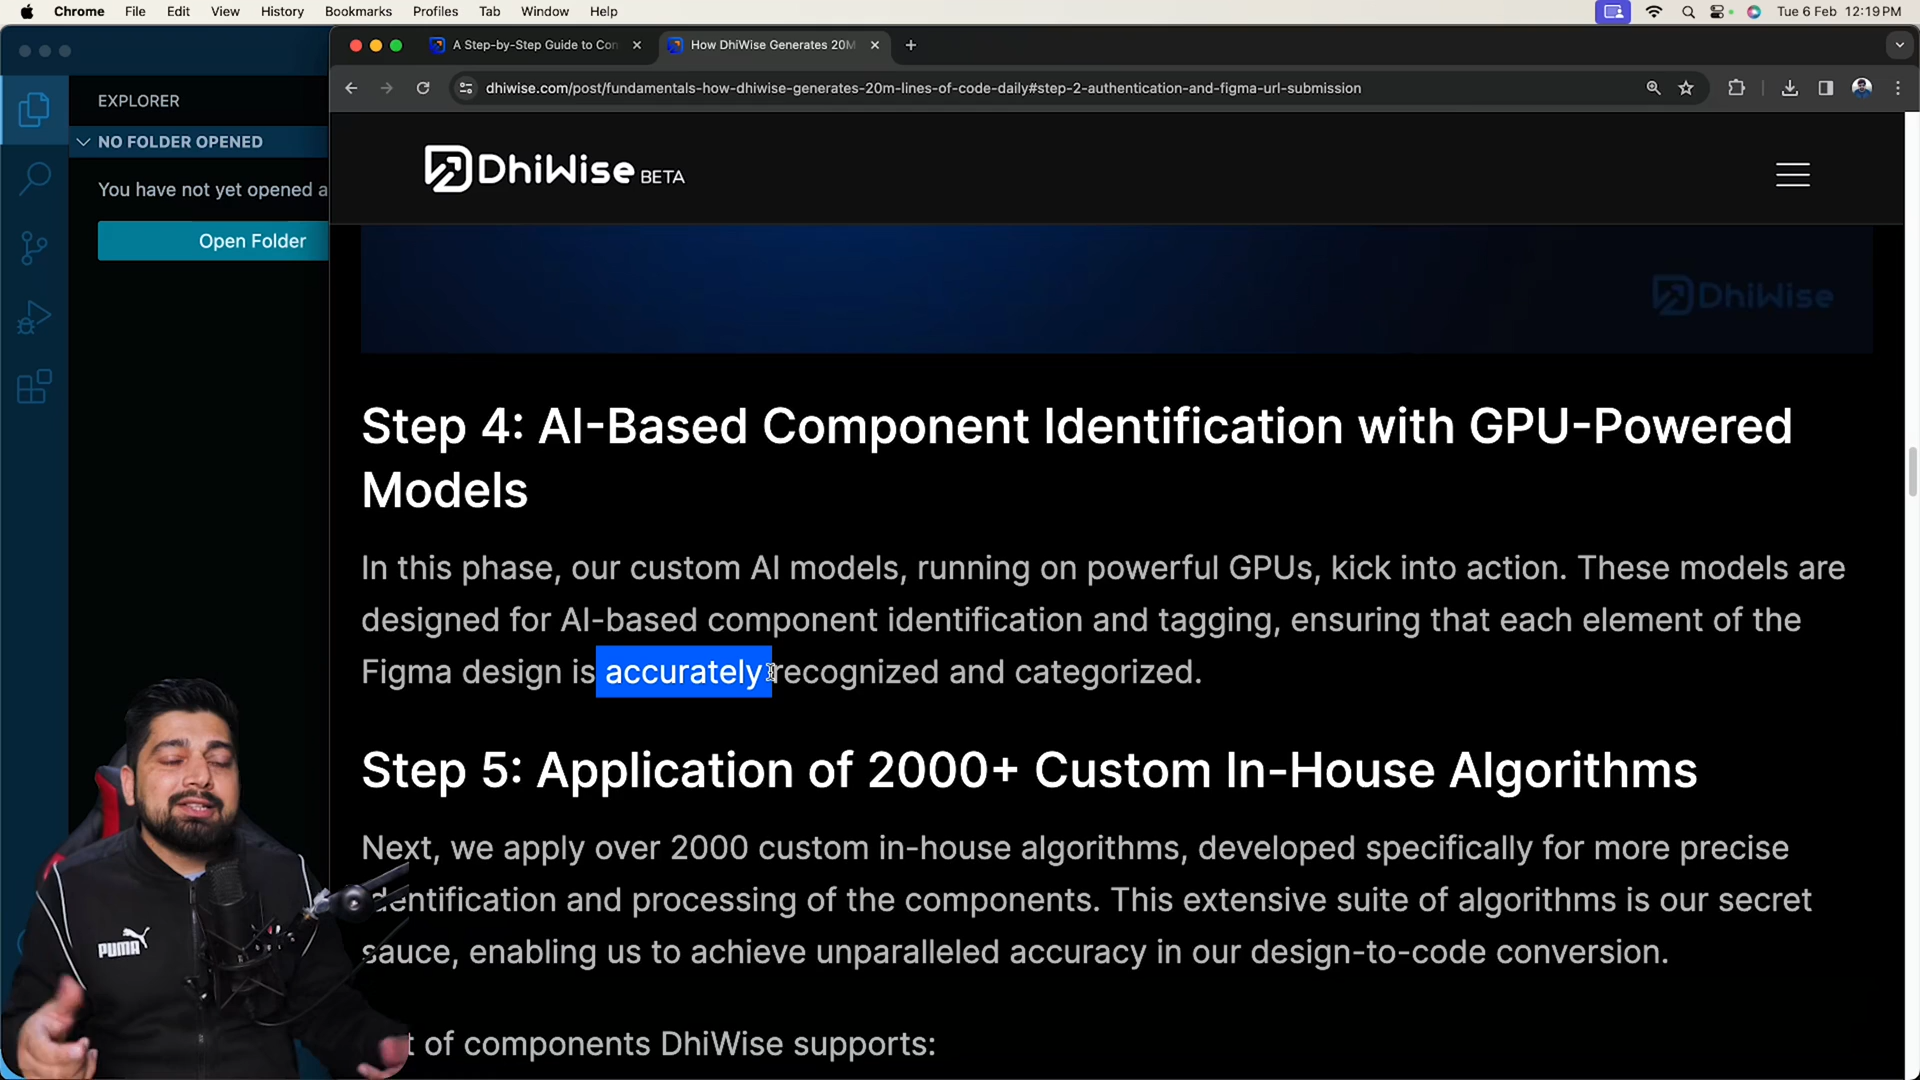 Chrome File Edit View History Bookmarks Profiles Tab Window Help Tue 6 Feb 12:19 PM
A Step-by-Step Guide to Con
How DhiWise Generates 20M
dhiwise.com/post/fundamentals-how-dhiwise-generates-20m-lines-of-code-daily#step-2-authentication-and-figma-url-submission
EXPLORER
NO FOLDER OPENED
You have not yet opened a
Open Folder
DhiWise BETA
DhiWise
Step 4: AI-Based Component Identification with GPU-Powered
Models
In this phase, our custom AI models, running on powerful GPUs, kick into action. These models are
designed for AI-based component identification and tagging, ensuring that each element of the
Figma design is accurately recognized and categorized.
Step 5: Application of 2000+ Custom In-House Algorithms
Next, we apply over 2000 custom in-house algorithms, developed specifically for more precise
identification and processing of the components. This extensive suite of algorithms is our secret
sauce, enabling us to achieve unparalleled accuracy in our design-to-code conversion.
of components DhiWise supports:
PUMA